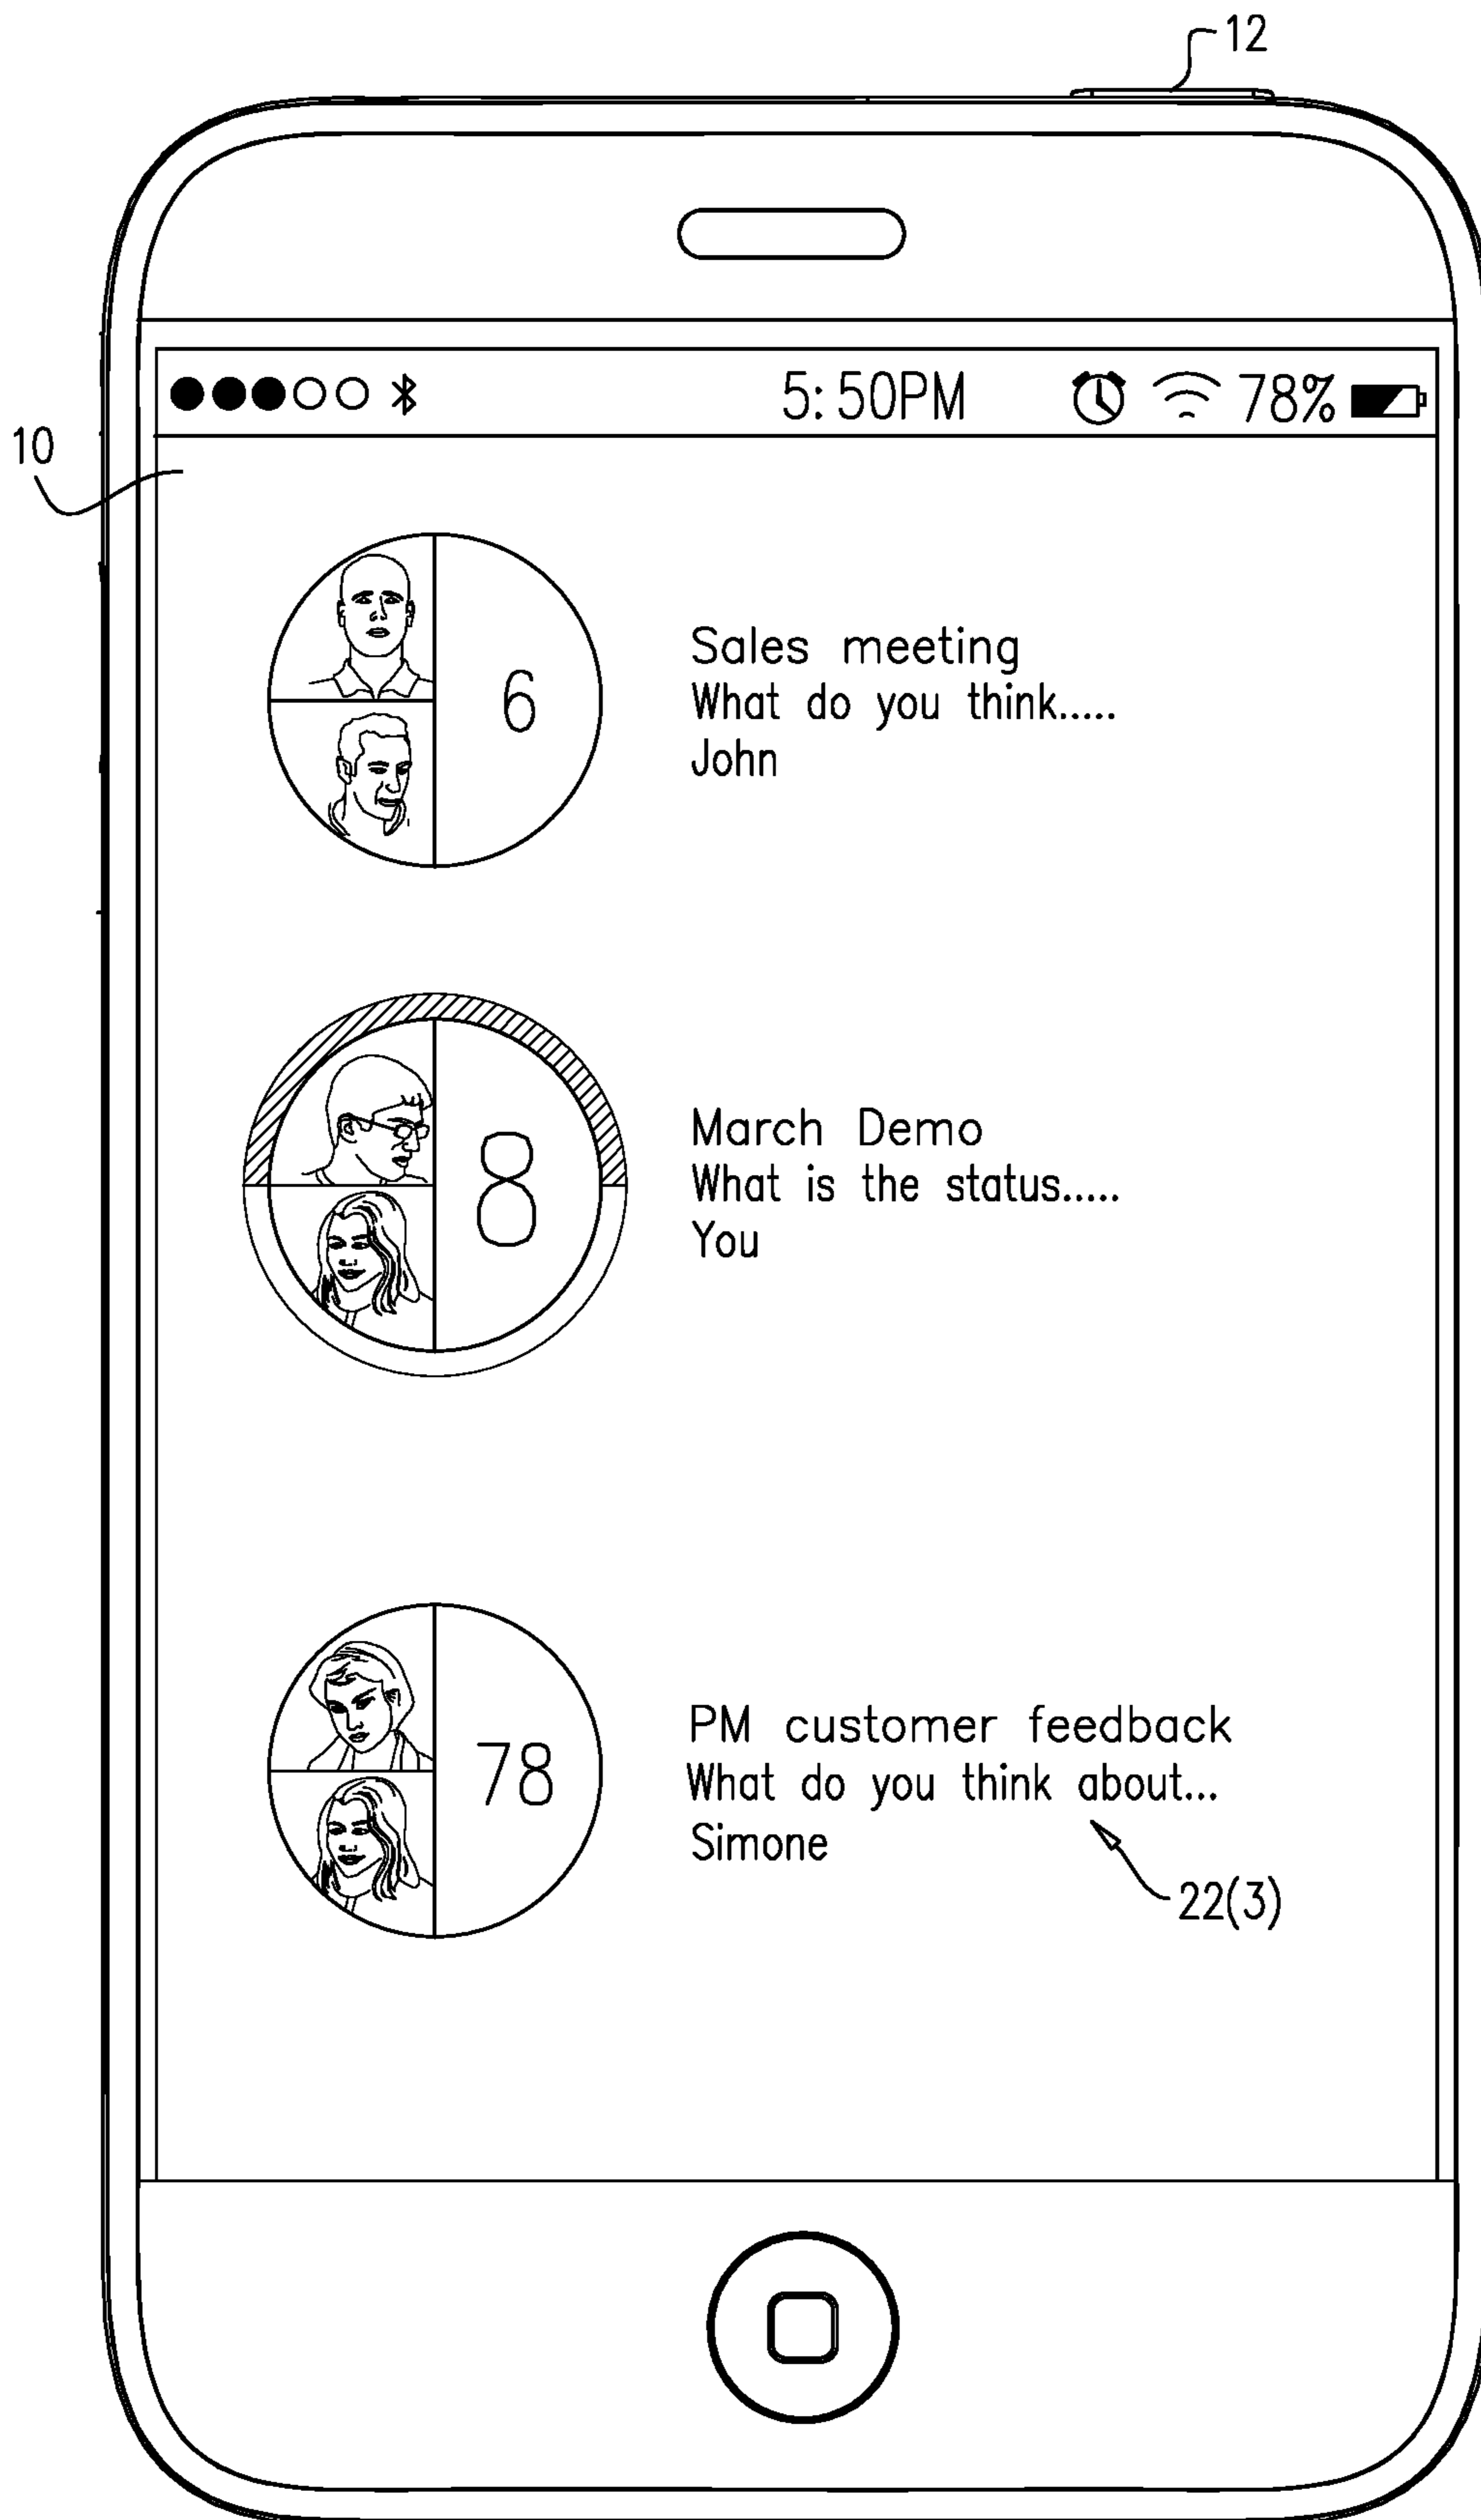 12
5:50PM 78%
10
6
Sales meeting
What do you think.....
John
8
March Demo
What is the status.....
You
78
PM customer feedback
What do you think about...
Simone
22(3)